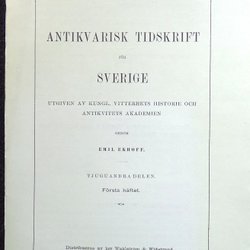 ANTIKVARISK TIDSKRIFT
FÖR
SVERIGE
UTGIFVEN AF KUNGL. VITTERHETS HISTORIE OCH
ANTIKVITETS AKADEMIEN
GENOM
EMIL EKHOFF.
TJUGUANDRA DELEN.
Första häftet.